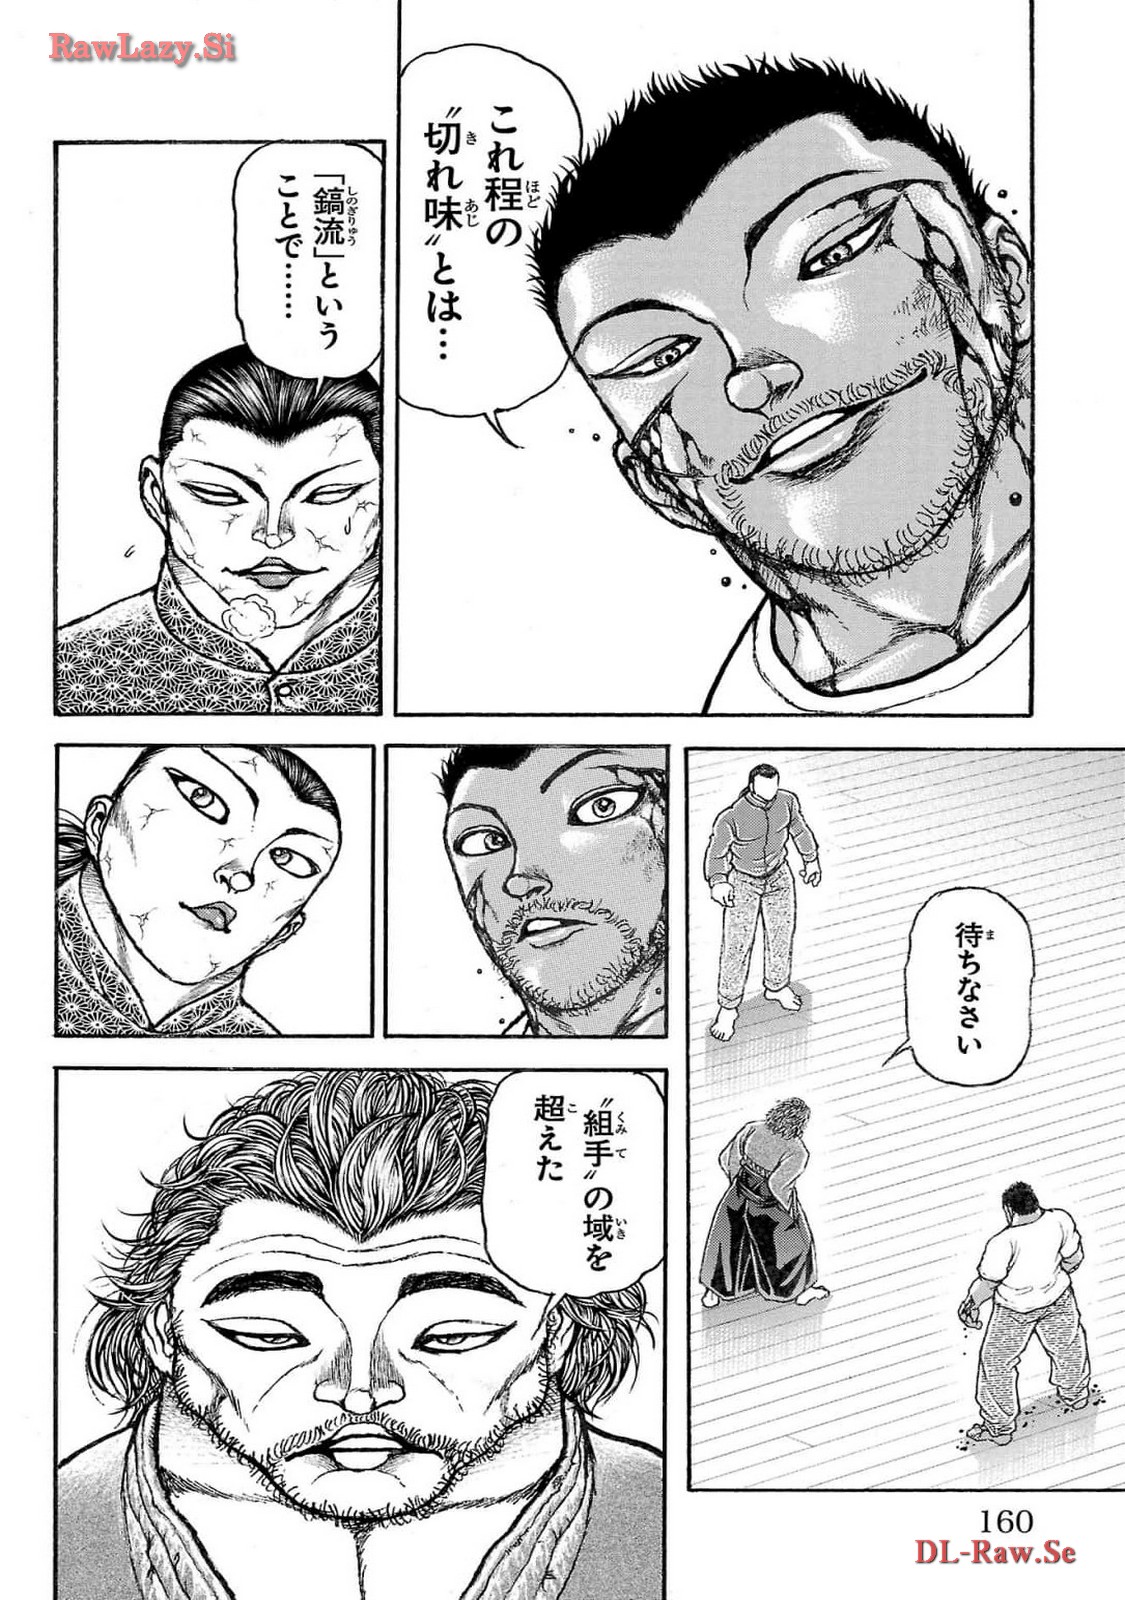 RawLazy.Si
これ程の
"切れ味"とは…
「鎬流」という
ことで……
待ちなさい
"組手"の域を
超えた
160
DL-Raw.Se